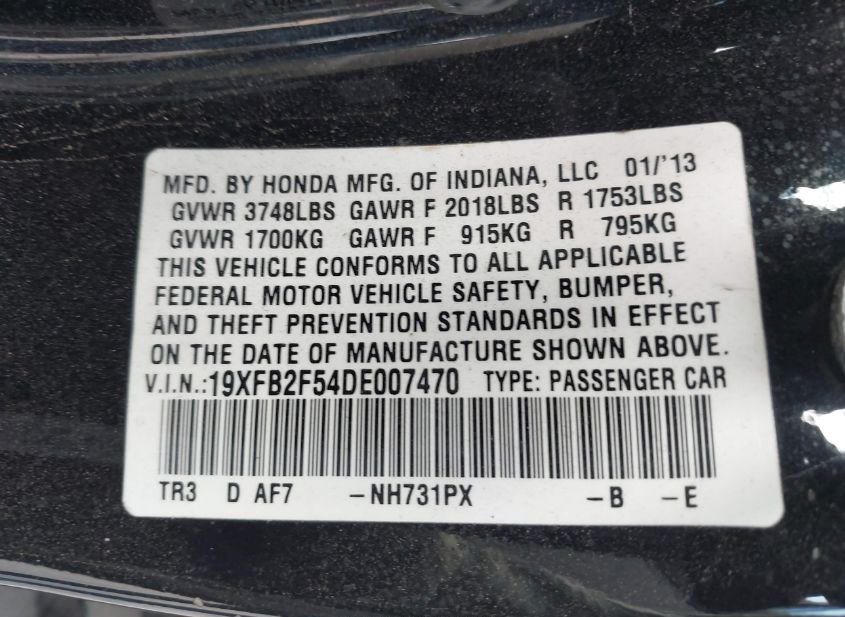 MFD. BY HONDA MFG. OF INDIANA, LLC 01/'13
GVWR 3748LBS GAWR F 2018LBS R 1753LBS
GVWR 1700KG GAWR F 915KG R 795KG
THIS VEHICLE CONFORMS TO ALL APPLICABLE
FEDERAL MOTOR VEHICLE SAFETY, BUMPER,
AND THEFT PREVENTION STANDARDS IN EFFECT
ON THE DATE OF MANUFACTURE SHOWN ABOVE.
V.I.N.:19XFB2F54DE007470 TYPE: PASSENGER CAR
TR3 D AF7 –NH731PX –B –E